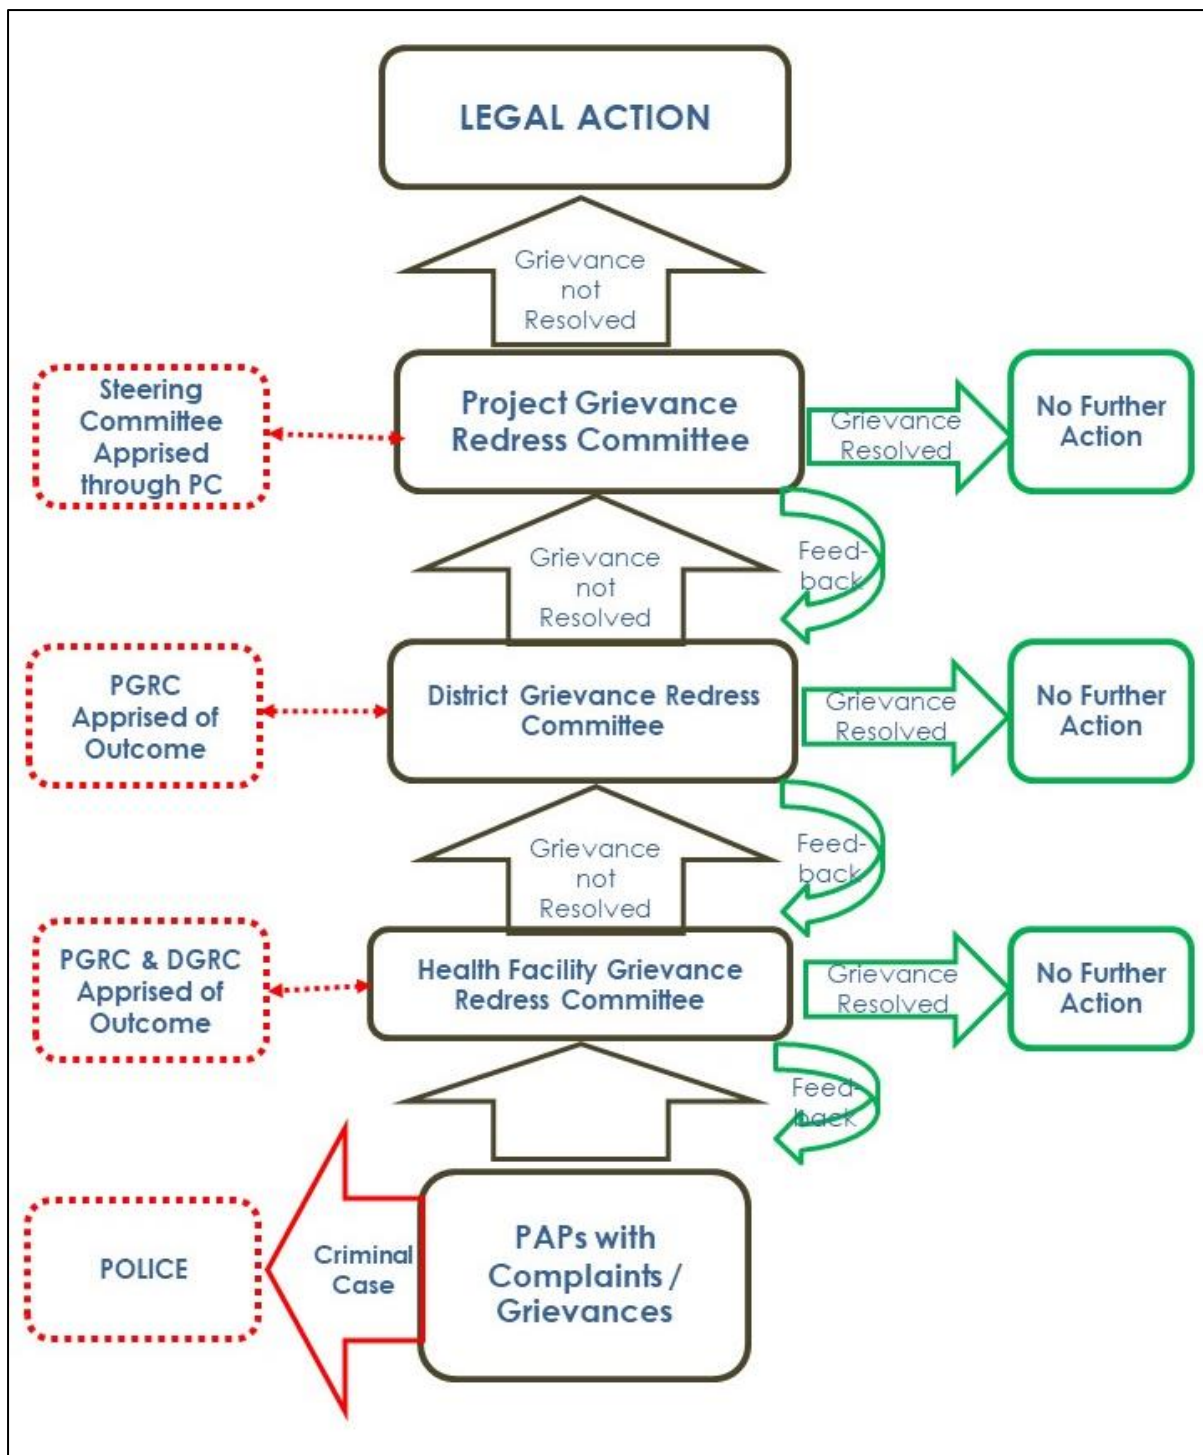 LEGAL ACTION
Grievance
not
Resolved
Steering
Committee
Apprised
through PC
Project Grievance
Redress Committee
Grievance
Resolved
No Further
Action
Grievance
not
Resolved
Feed-
back
PGRC
Apprised of
Outcome
District Grievance Redress
Committee
Grievance
Resolved
No Further
Action
Grievance
not
Resolved
Feed-
back
PGRC & DGRC
Apprised of
Outcome
Health Facility Grievance
Redress Committee
Grievance
Resolved
No Further
Action
Feed-
back
POLICE
Criminal
Case
PAPs with
Complaints /
Grievances